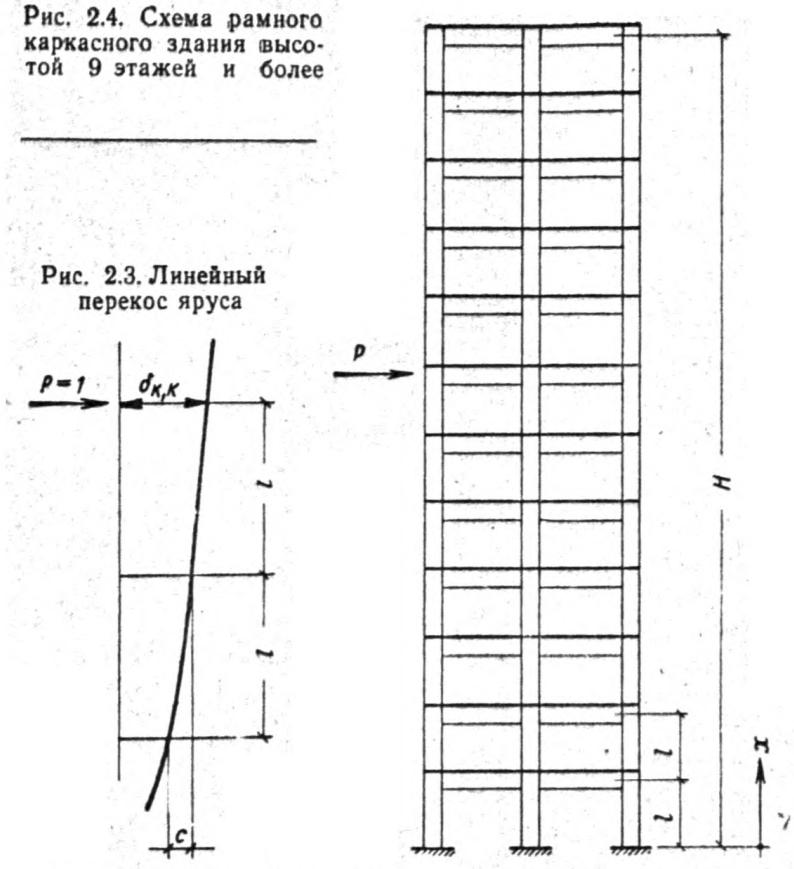 Рис. 2.4. Схема рамного
каркасного здания высо-
той 9 этажей и более
Рис. 2.3. Линейный
перекос яруса
P=1
δк,к
l
l
c
P
H
l
l
x